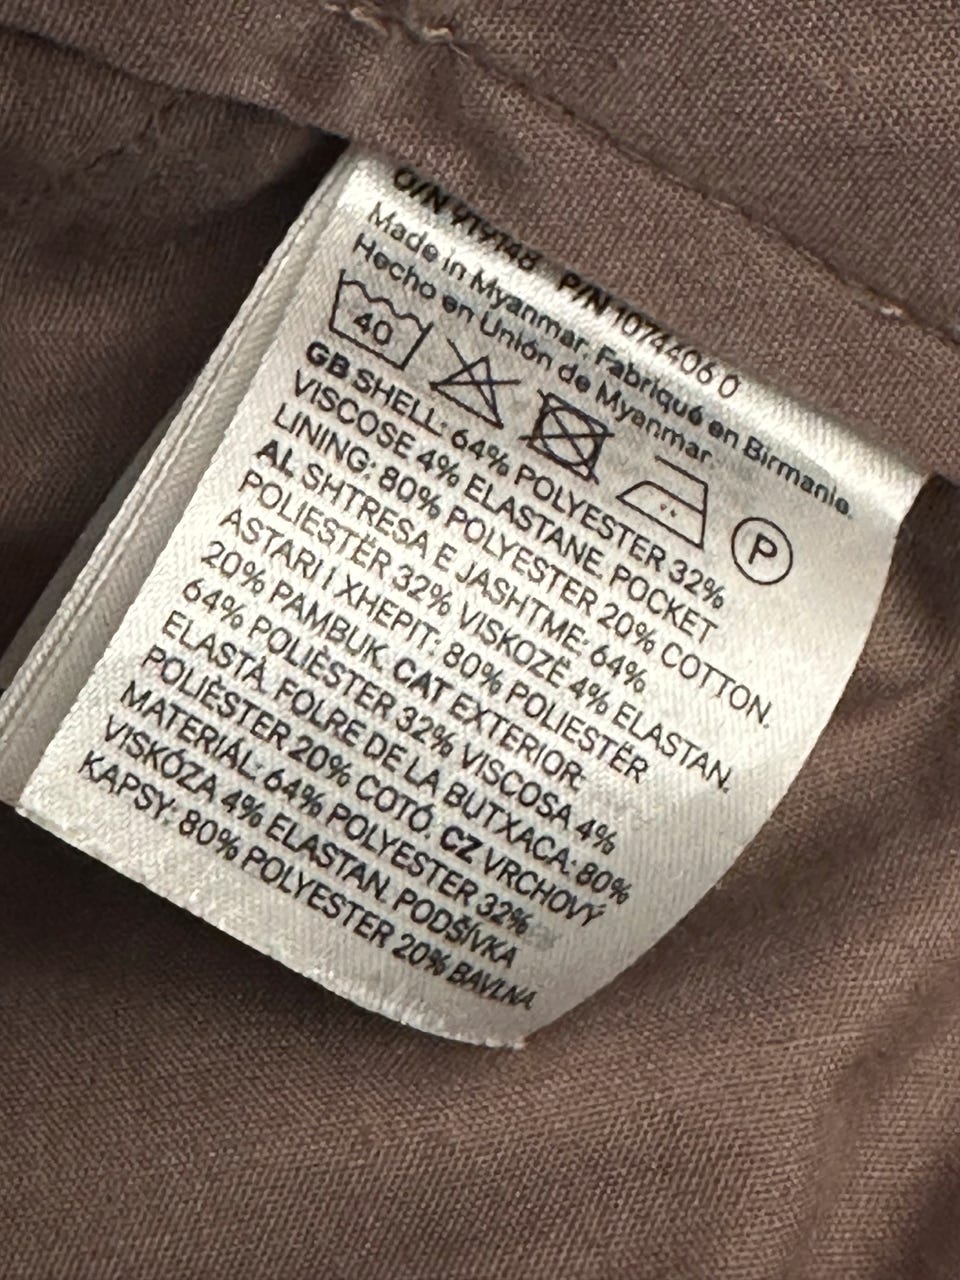 O/N 919148 P/N 1074406 0
Made in Myanmar. Fabriqué en Birmanie.
Hecho en Unión de Myanmar.
40
P
GB SHELL: 64% POLYESTER 32%
VISCOSE 4% ELASTANE. POCKET
LINING: 80% POLYESTER 20% COTTON.
AL SHTRESA E JASHTME: 64%
POLIESTËR 32% VISKOZË 4% ELASTAN.
ASTARI I XHEPIT: 80% POLIESTËR
20% PAMBUK. CAT EXTERIOR:
64% POLIÈSTER 32% VISCOSA 4%
ELASTÀ. FOLRE DE LA BUTXACA: 80%
POLIÈSTER 20% COTÓ. CZ VRCHOVÝ
MATERIÁL: 64% POLYESTER 32%
VISKÓZA 4% ELASTAN. PODŠÍVKA
KAPSY: 80% POLYESTER 20% BAVLNA.